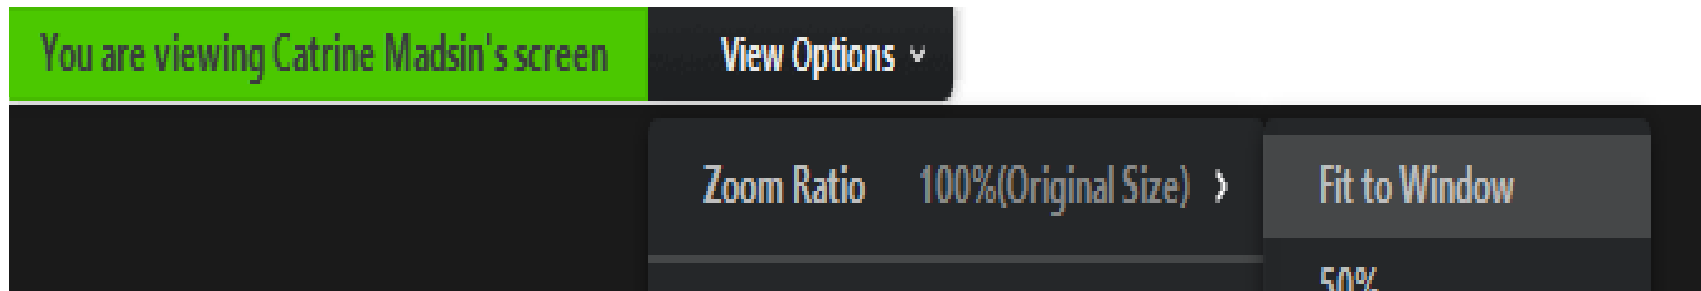 You are viewing Catrine Madsin's screen View Options
Zoom Ratio 100%(Original Size) Fit to Window
50%